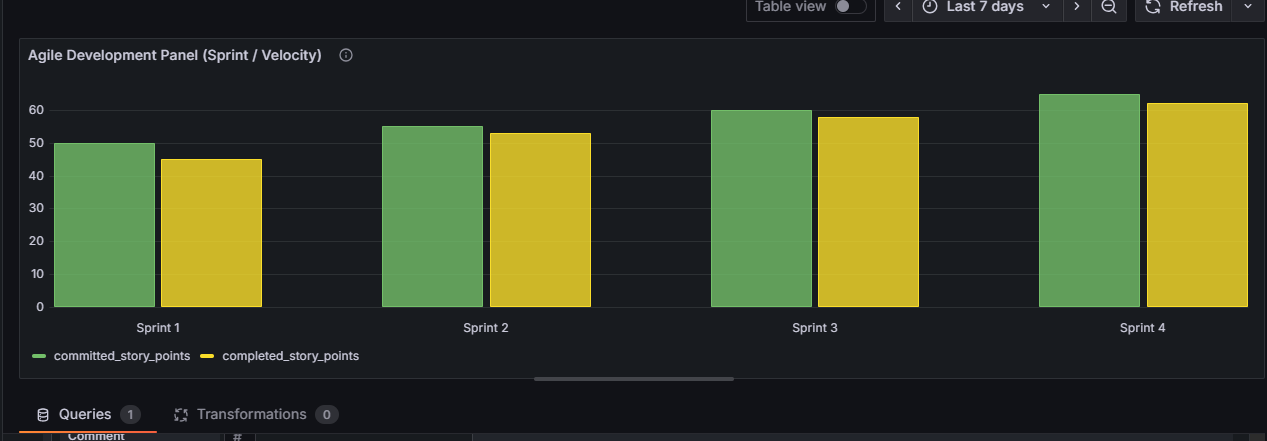 Table view Last 7 days Refresh
Agile Development Panel (Sprint / Velocity)
60
50
40
30
20
10
0
Sprint 1 Sprint 2 Sprint 3 Sprint 4
committed_story_points completed_story_points
Queries 1 Transformations 0
Comment #